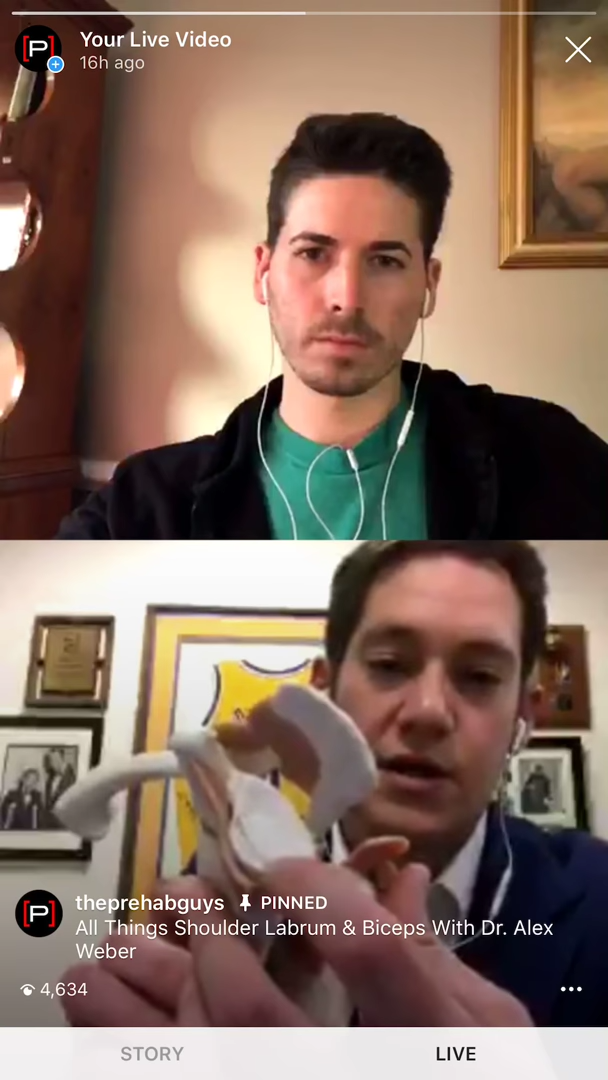 [P]
Your Live Video
16h ago
[P]
theprehabguys PINNED
All Things Shoulder Labrum & Biceps With Dr. Alex
Weber
4,634
STORY
LIVE